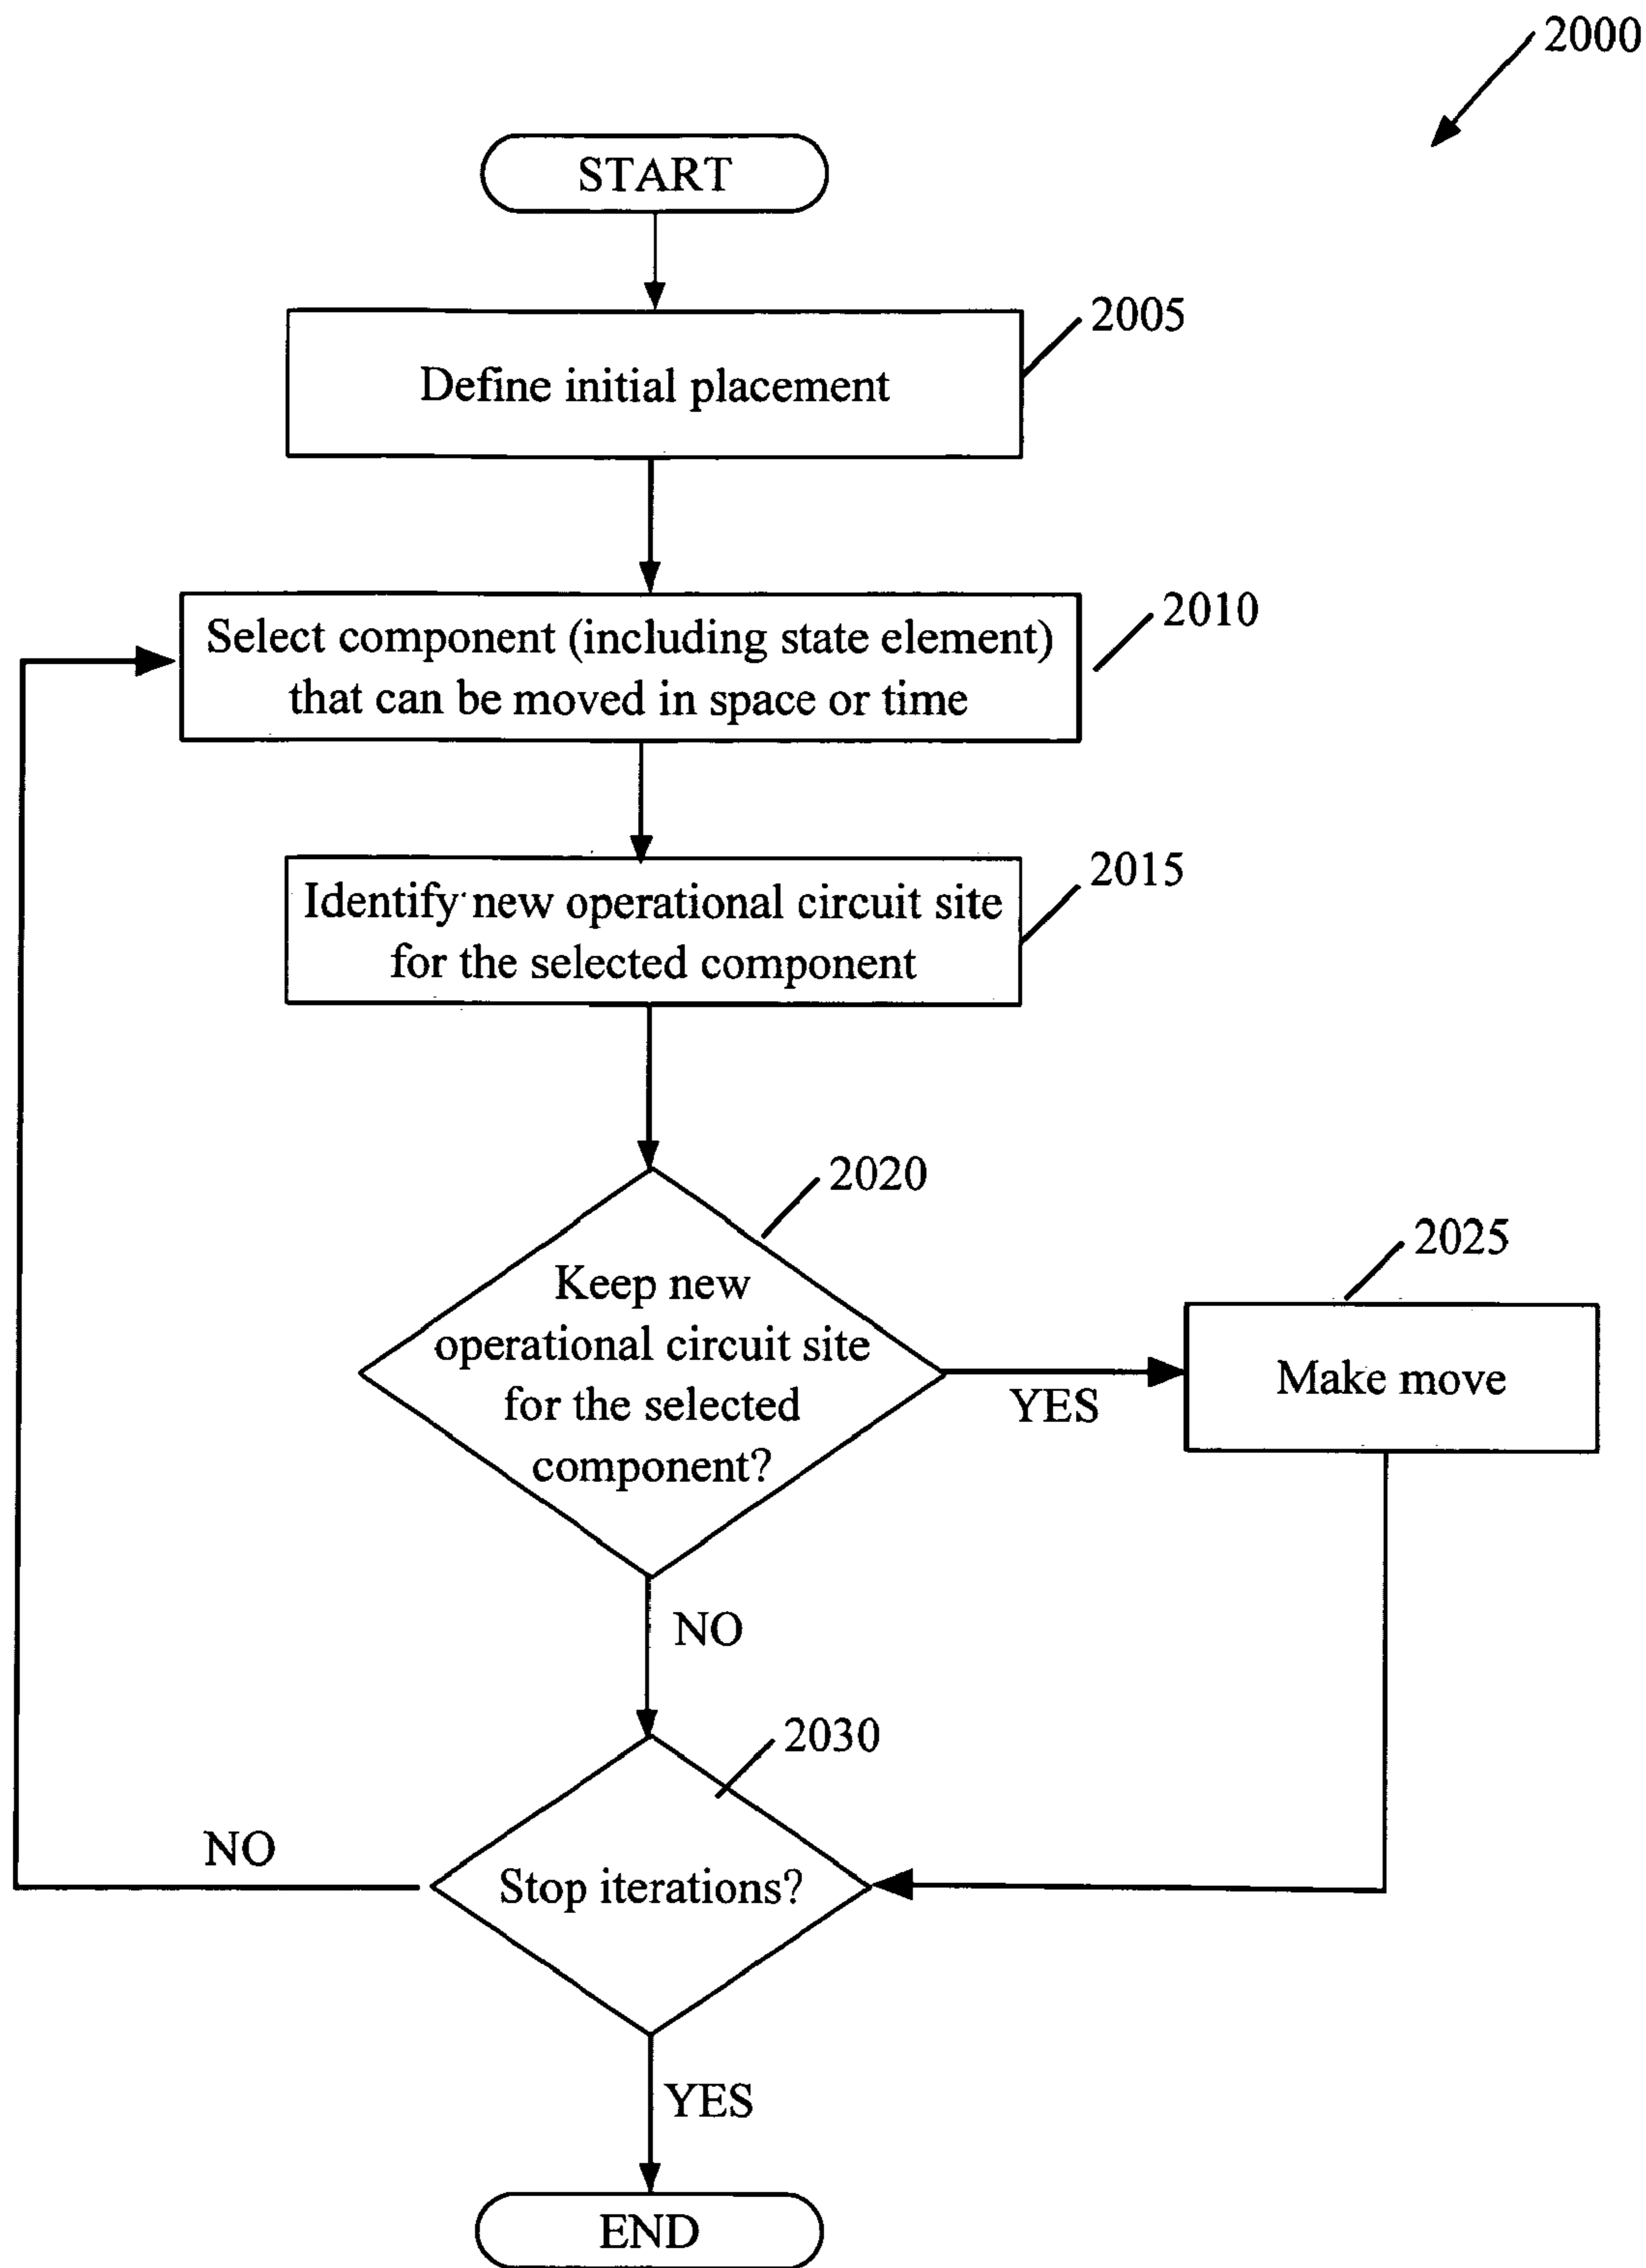 2000
START
2005
Define initial placement
2010
Select component (including state element)
that can be moved in space or time
2015
Identify new operational circuit site
for the selected component
2020
Keep new
operational circuit site
for the selected
component?
2025
Make move
YES
NO
2030
Stop iterations?
NO
YES
END